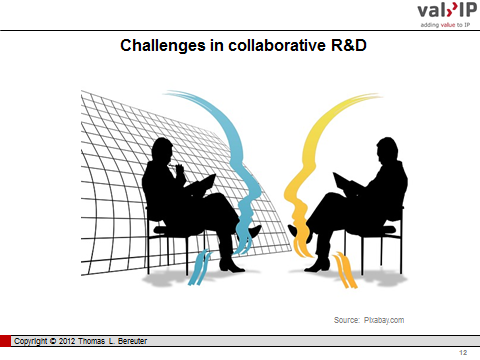 val>IP
adding value to IP
Challenges in collaborative R&D
Source: Pixabay.com
Copyright © 2012 Thomas L. Bereuter
12